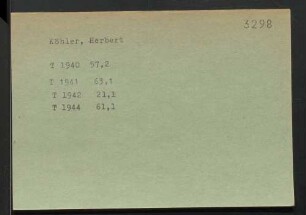 3298
Köhler, Herbert
T 1940 57,2
T 1941 63,1
T 1942 21,1
T 1944 61,1